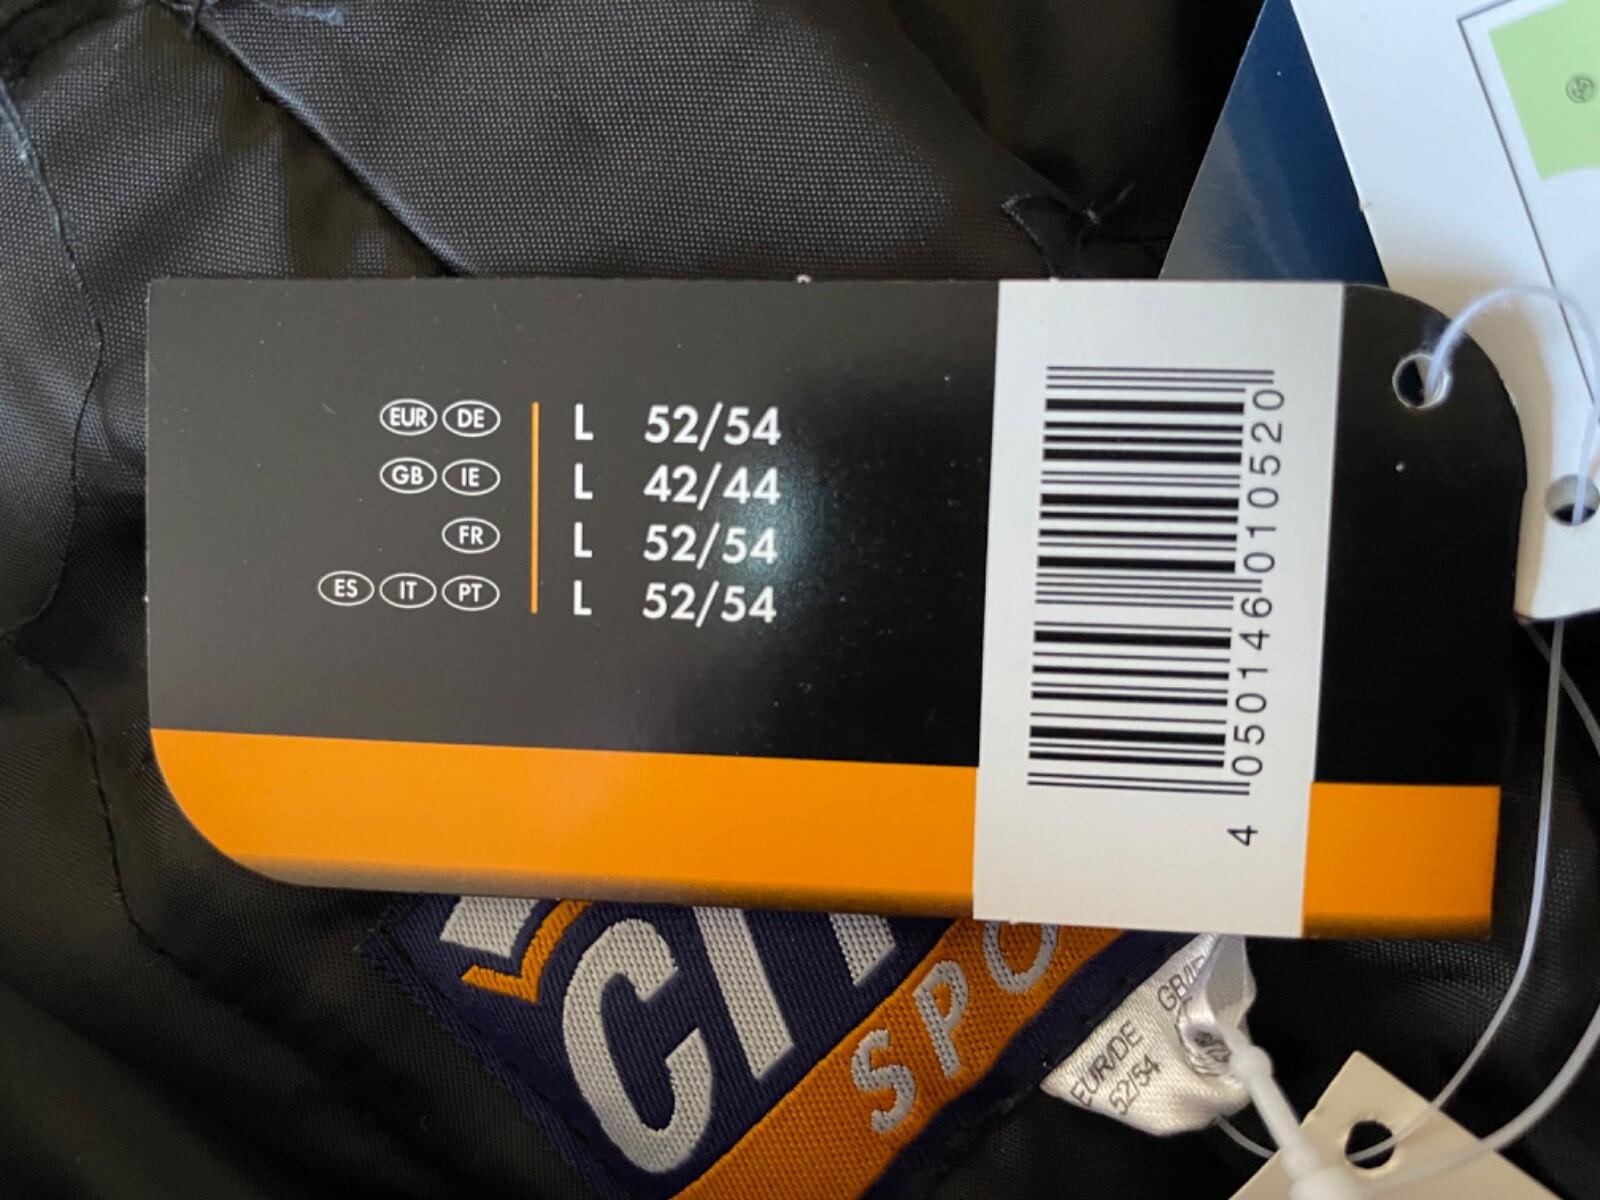 EUR DE L 52/54
GB IE L 42/44
FR L 52/54
ES IT PT L 52/54
4 050146 010520
SPO
EUR/DE
52/54